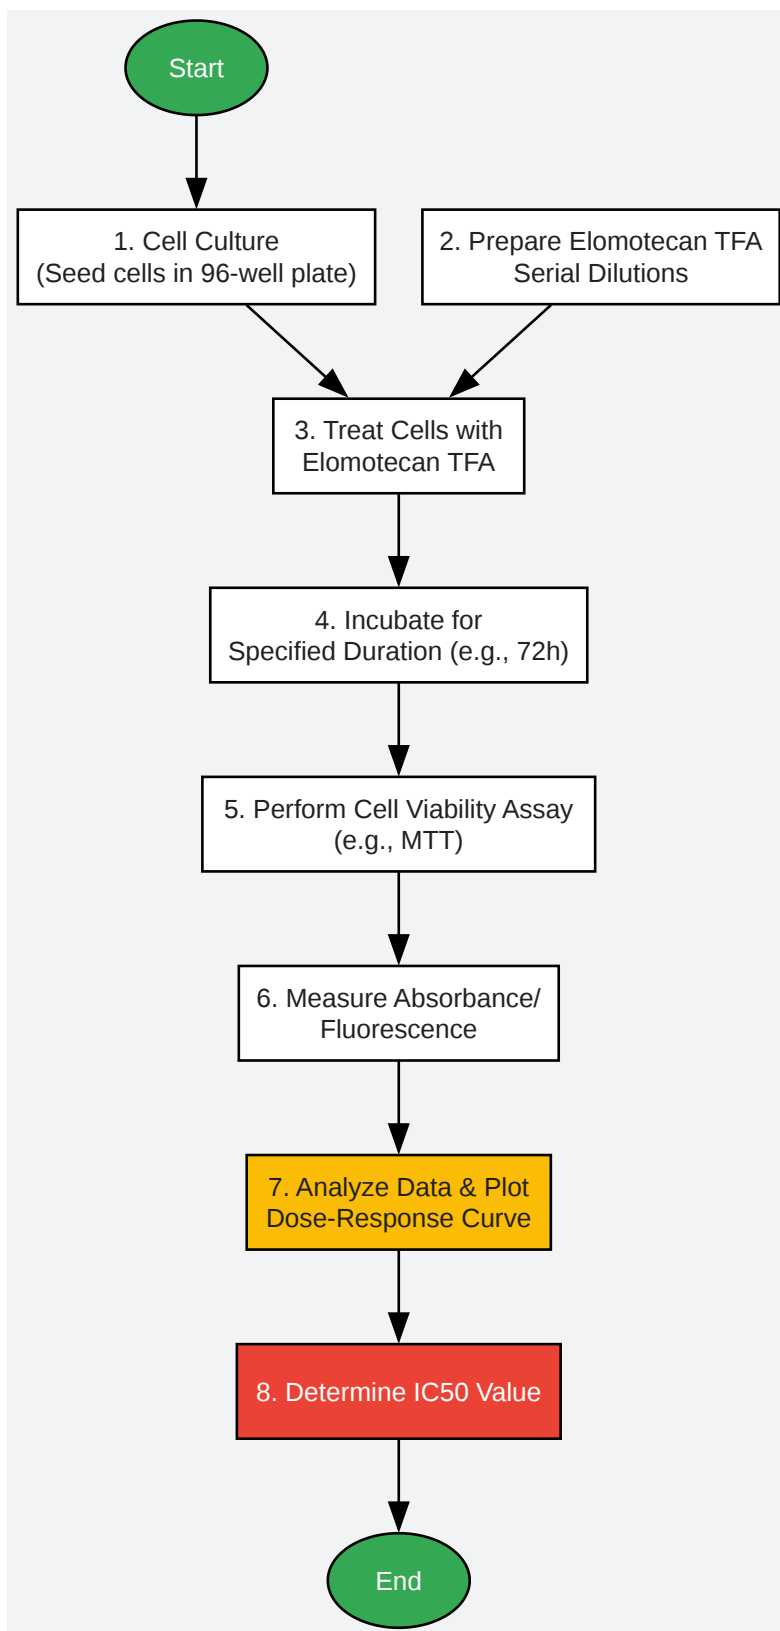 Start
1. Cell Culture
(Seed cells in 96-well plate)
2. Prepare Elomotecan TFA
Serial Dilutions
3. Treat Cells with
Elomotecan TFA
4. Incubate for
Specified Duration (e.g., 72h)
5. Perform Cell Viability Assay
(e.g., MTT)
6. Measure Absorbance/
Fluorescence
7. Analyze Data & Plot
Dose-Response Curve
8. Determine IC50 Value
End